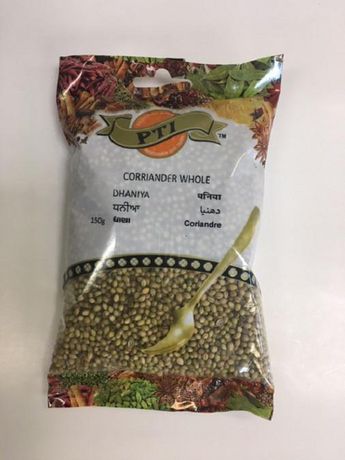 PTI
TM
CORRIANDER WHOLE
DHANIYA धनिया
ਧਨੀਆ دھنیا
150g ધાણા Coriandre